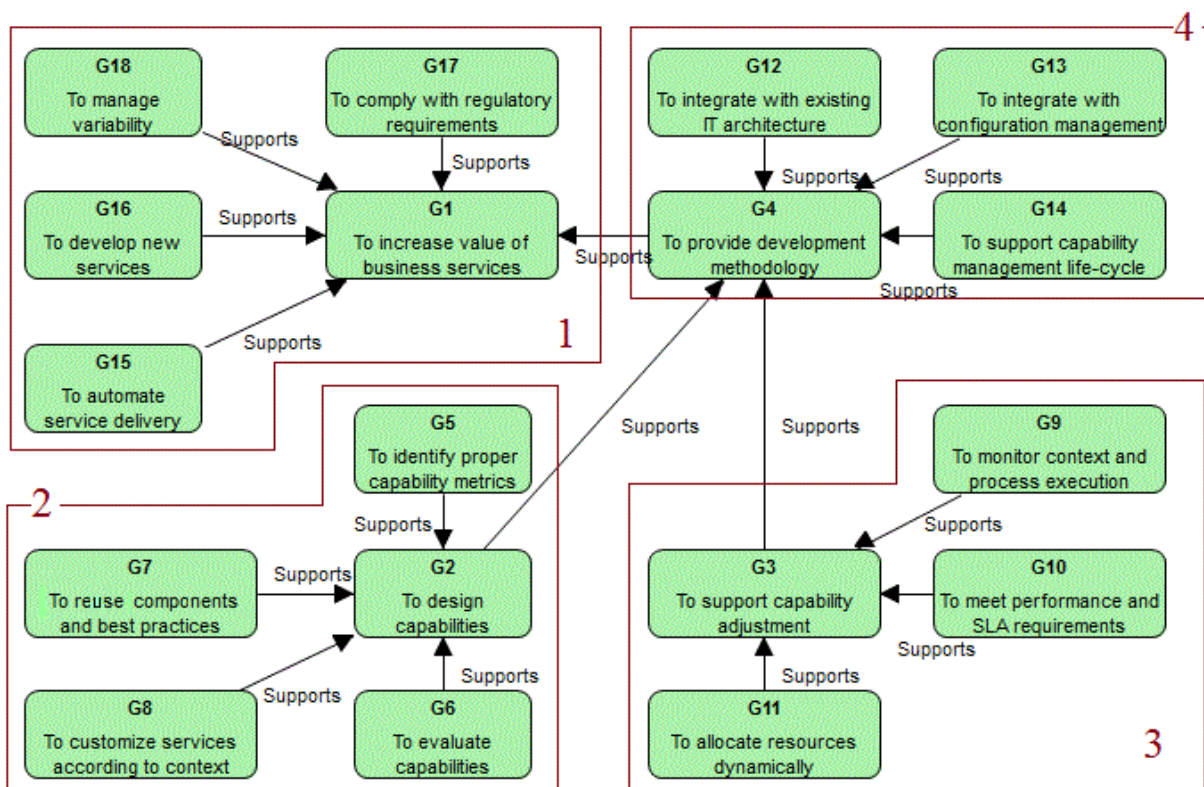 4
G18
To manage
variability
G17
To comply with regulatory
requirements
G12
To integrate with existing
IT architecture
G13
To integrate with
configuration management
Supports
Supports
Supports
Supports
G16
To develop new
services
Supports
G1
To increase value of
business services
Supports
G4
To provide development
methodology
G14
To support capability
management life-cycle
Supports
1
Supports
G15
To automate
service delivery
2
G5
To identify proper
capability metrics
Supports
Supports
G9
To monitor context and
process execution
Supports
Supports
G7
To reuse components
and best practices
Supports
G2
To design
capabilities
G3
To support capability
adjustment
G10
To meet performance and
SLA requirements
Supports
Supports
Supports
Supports
G8
To customize services
according to context
G6
To evaluate
capabilities
G11
To allocate resources
dynamically
3